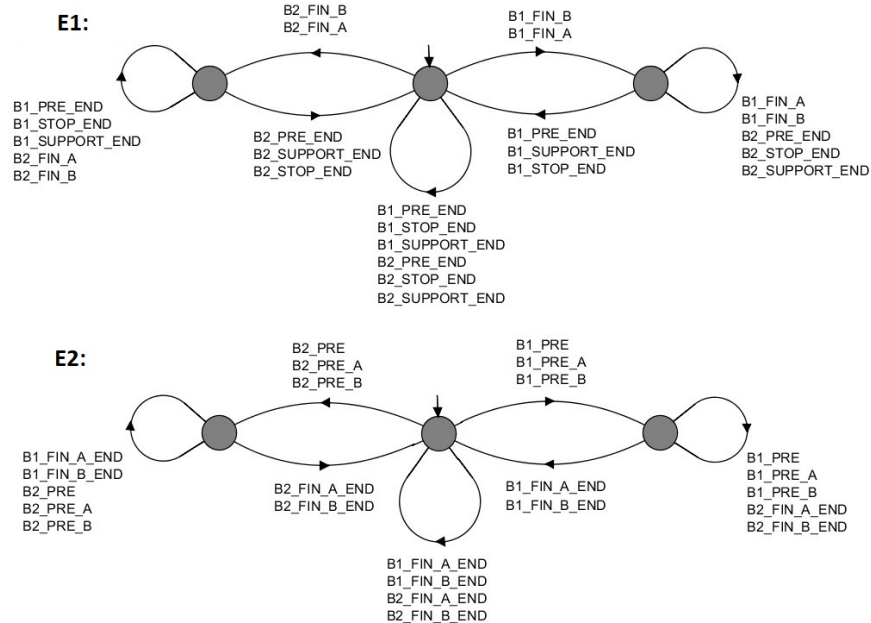 E1:
B2_FIN_B
B2_FIN_A
B1_FIN_B
B1_FIN_A
B1_PRE_END
B1_STOP_END
B1_SUPPORT_END
B2_FIN_A
B2_FIN_B
B2_PRE_END
B2_SUPPORT_END
B2_STOP_END
B1_PRE_END
B1_SUPPORT_END
B1_STOP_END
B1_FIN_A
B1_FIN_B
B2_PRE_END
B2_STOP_END
B2_SUPPORT_END
B1_PRE_END
B1_STOP_END
B1_SUPPORT_END
B2_PRE_END
B2_STOP_END
B2_SUPPORT_END
E2:
B2_PRE
B2_PRE_A
B2_PRE_B
B1_PRE
B1_PRE_A
B1_PRE_B
B1_FIN_A_END
B1_FIN_B_END
B2_PRE
B2_PRE_A
B2_PRE_B
B2_FIN_A_END
B2_FIN_B_END
B1_FIN_A_END
B1_FIN_B_END
B1_PRE
B1_PRE_A
B1_PRE_B
B2_FIN_A_END
B2_FIN_B_END
B1_FIN_A_END
B1_FIN_B_END
B2_FIN_A_END
B2_FIN_B_END